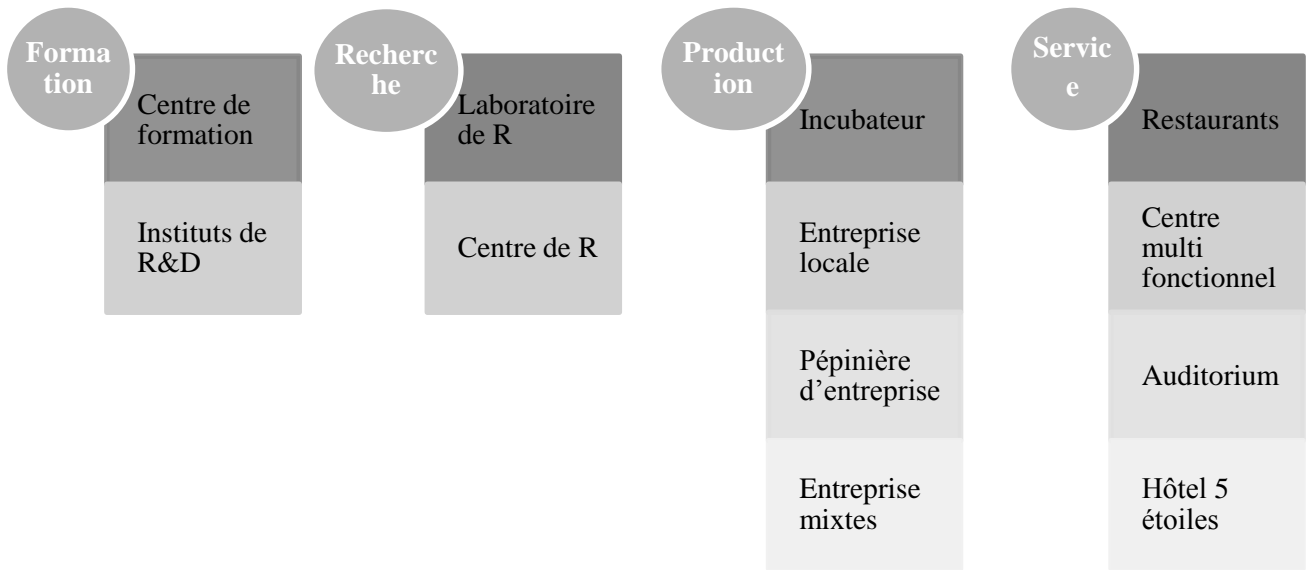 Forma
tion
Centre de
formation
Instituts de
R&D
Recherc
he
Laboratoire
de R
Centre de R
Product
ion
Incubateur
Entreprise
locale
Pépinière
d’entreprise
Entreprise
mixtes
Servic
e
Restaurants
Centre
multi
fonctionnel
Auditorium
Hôtel 5
étoiles